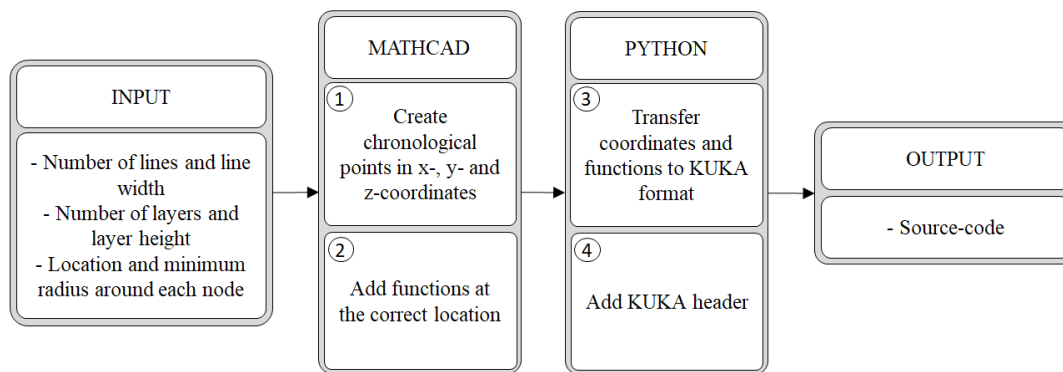 INPUT
- Number of lines and line
width
- Number of layers and
layer height
- Location and minimum
radius around each node
MATHCAD
1
Create
chronological
points in x-, y- and
z-coordinates
2
Add functions at
the correct location
PYTHON
3
Transfer
coordinates and
functions to KUKA
format
4
Add KUKA header
OUTPUT
- Source-code